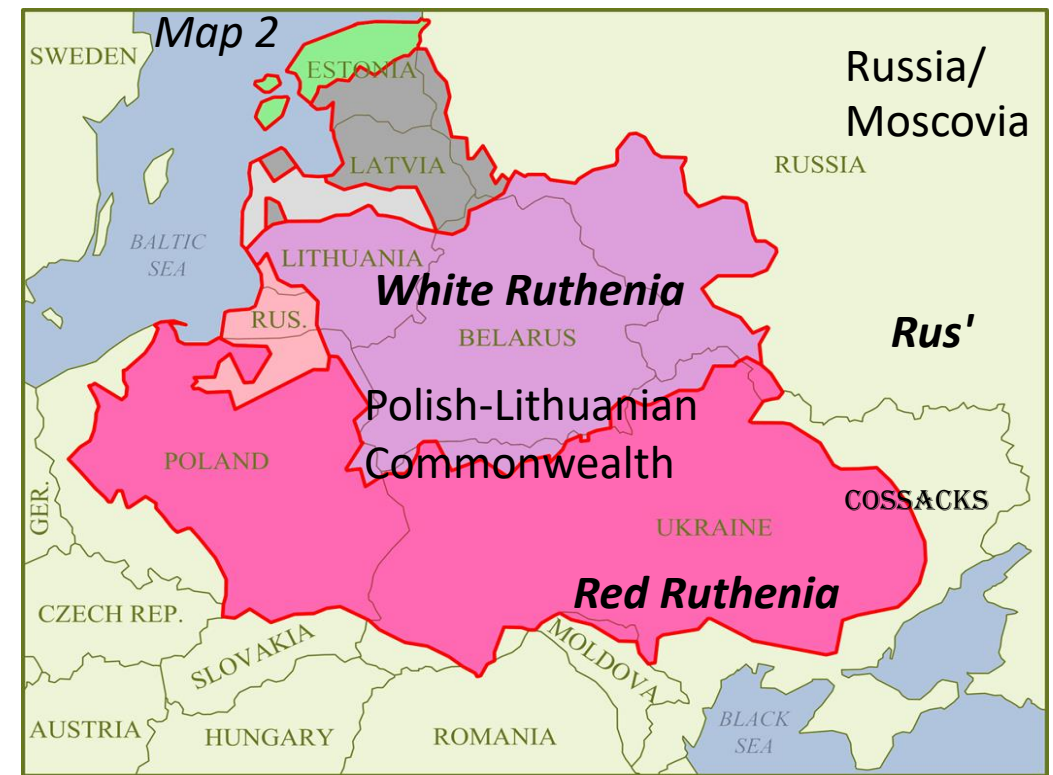 Map 2
SWEDEN
ESTONIA
Russia/
Moscovia
LATVIA
RUSSIA
BALTIC
SEA
LITHUANIA
White Ruthenia
RUS.
BELARUS
Rus'
Polish-Lithuanian
Commonwealth
POLAND
GER.
COSSACKS
UKRAINE
Red Ruthenia
CZECH REP.
SLOVAKIA
MOLDOVA
AUSTRIA
HUNGARY
ROMANIA
BLACK
SEA